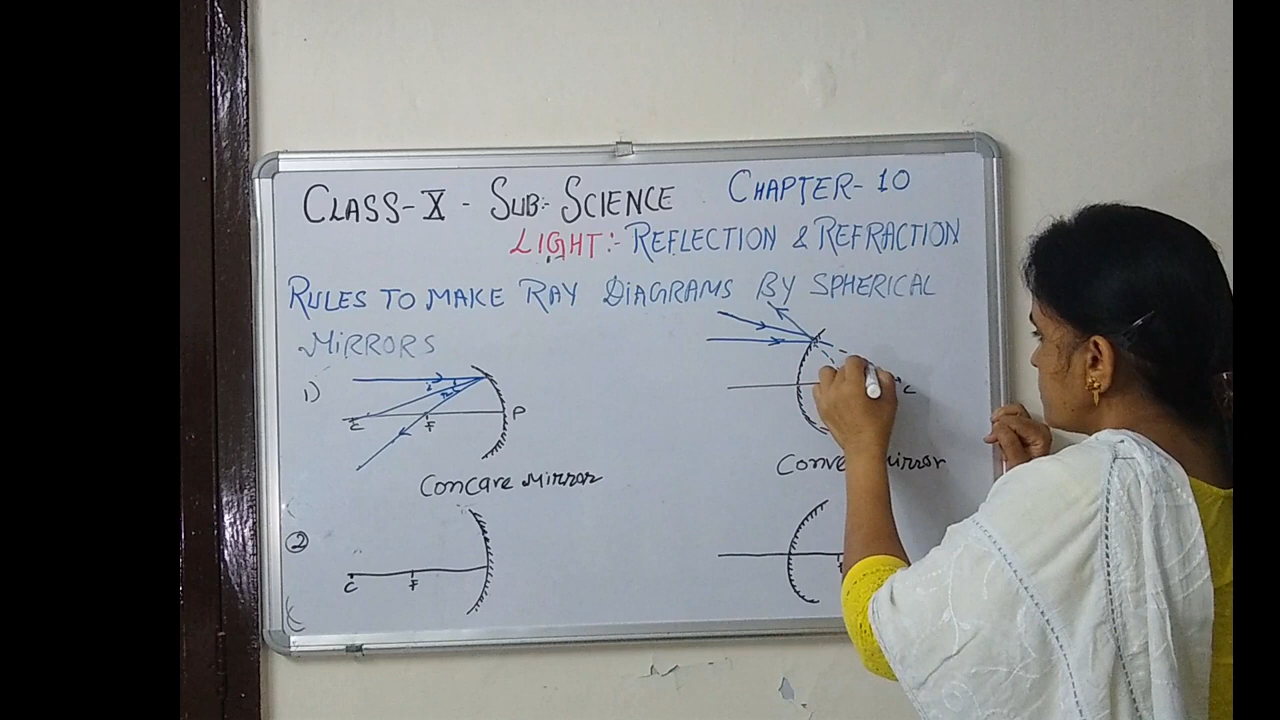 CLASS-X - SUB:- SCIENCE CHAPTER-10
LIGHT:- REFLECTION & REFRACTION
RULES TO MAKE RAY DIAGRAMS BY SPHERICAL
MIRRORS
1)
i
r
C
F
P
C
Concave Mirror
Mirror
2
C
F